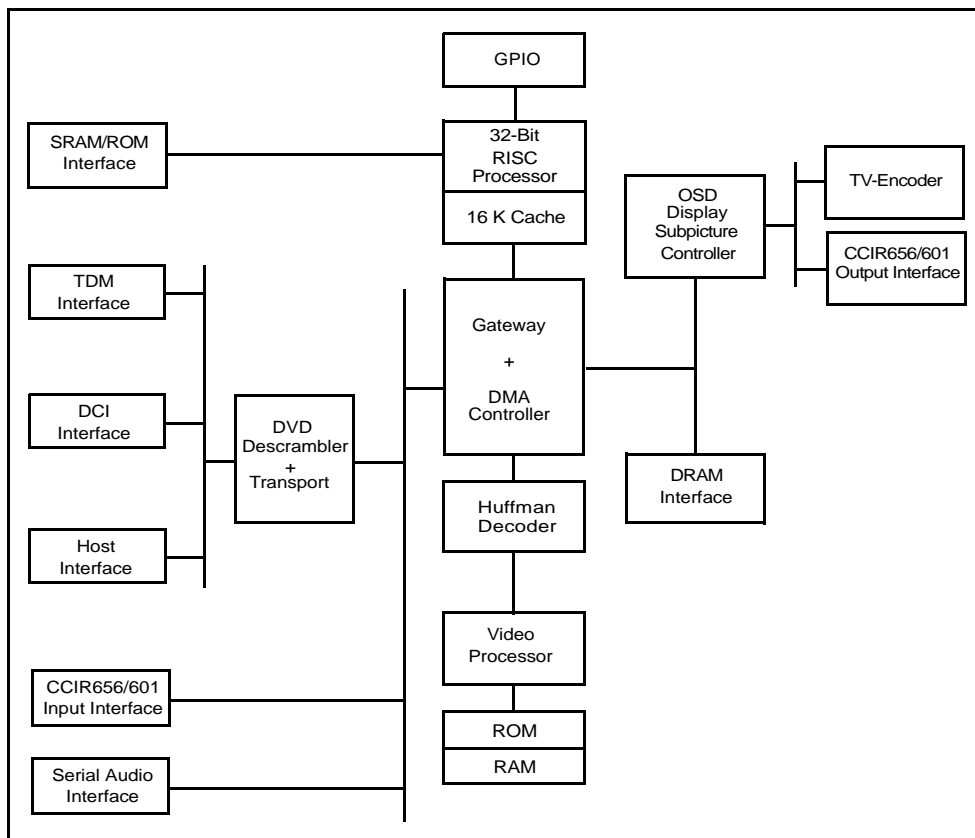 GPIO
32-Bit
RISC
Processor
16 K Cache
SRAM/ROM
Interface
OSD
Display
Subpicture
Controller
TV-Encoder
CCIR656/601
Output Interface
TDM
Interface
Gateway
+
DMA
Controller
DCI
Interface
DVD
Descrambler
+
Transport
DRAM
Interface
Huffman
Decoder
Host
Interface
Video
Processor
CCIR656/601
Input Interface
ROM
RAM
Serial Audio
Interface